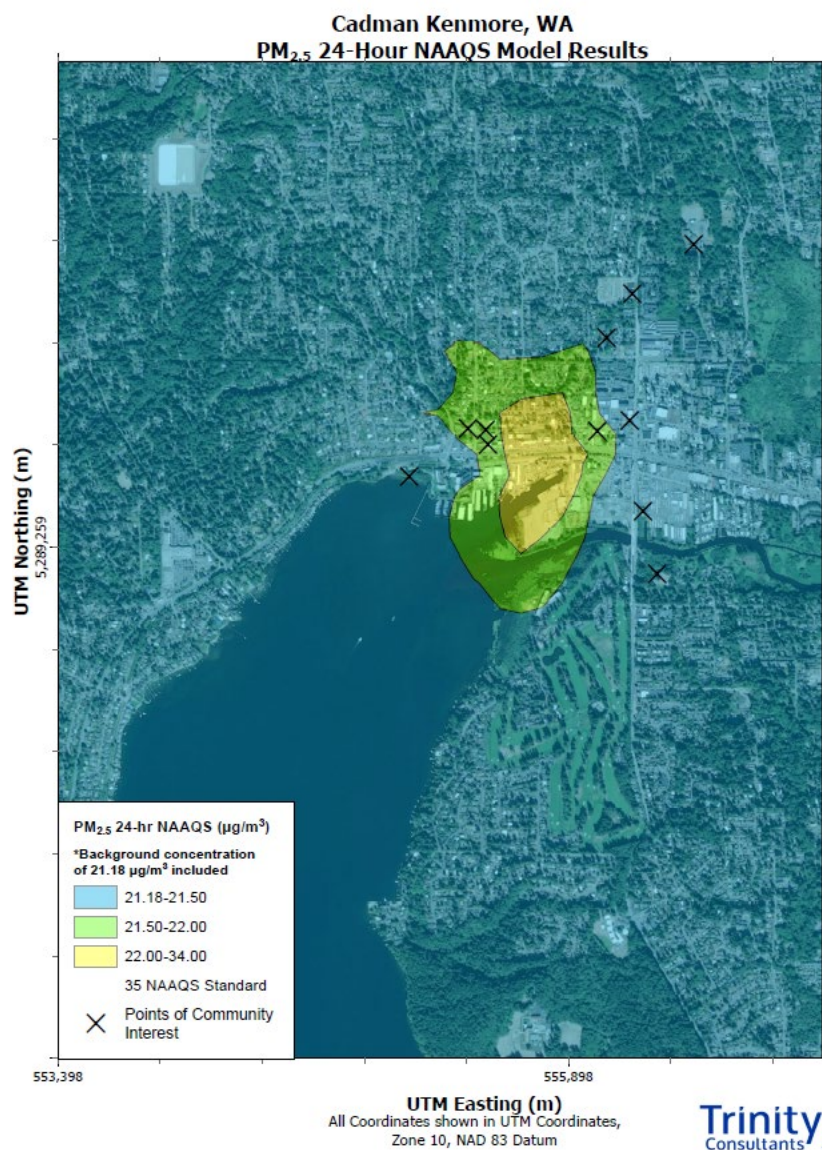 Cadman Kenmore, WA
PM2.5 24-Hour NAAQS Model Results
UTM Northing (m)
5,289,259
PM2.5 24-hr NAAQS (µg/m³)
*Background concentration
of 21.18 µg/m³ included
21.18-21.50
21.50-22.00
22.00-34.00
35 NAAQS Standard
Points of Community
Interest
553,398
555,898
UTM Easting (m)
All Coordinates shown in UTM Coordinates,
Zone 10, NAD 83 Datum
Trinity
Consultants